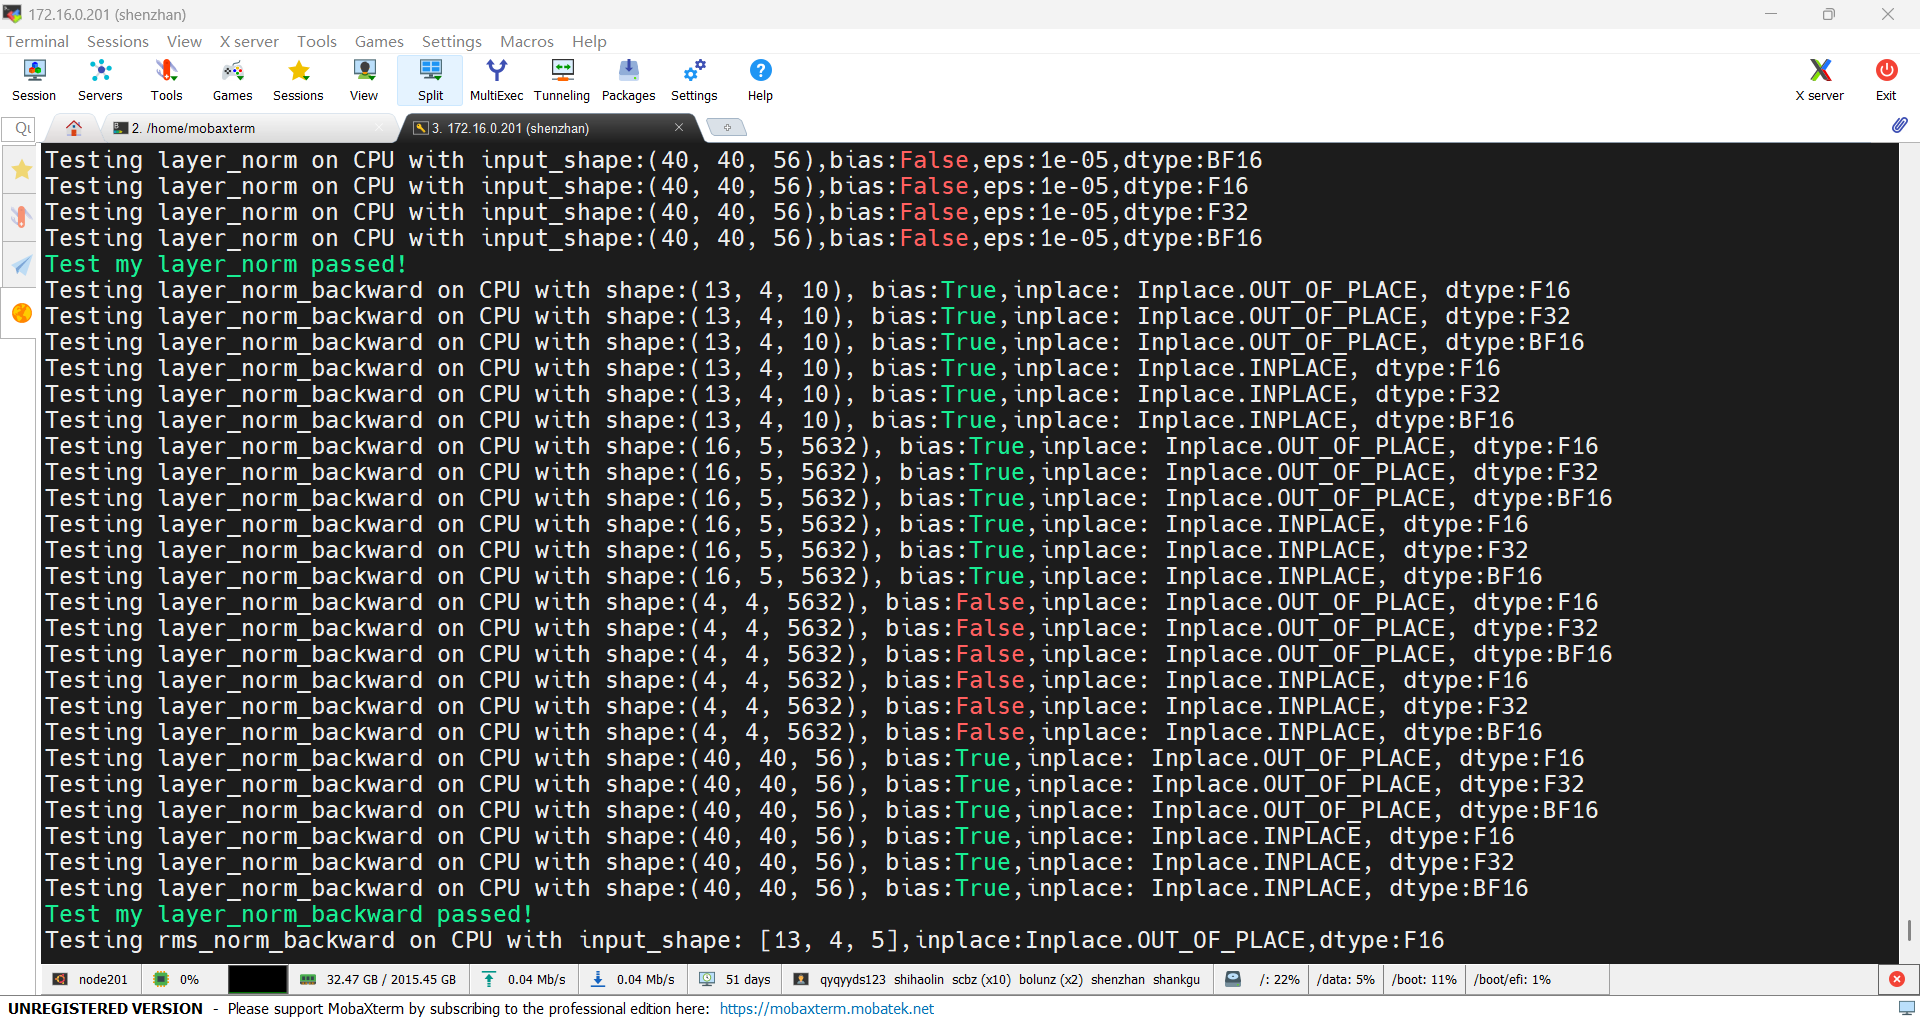 172.16.0.201 (shenzhan)
Terminal Sessions View X server Tools Games Settings Macros Help
Session Servers Tools Games Sessions View Split MultiExec Tunneling Packages Settings Help X server Exit
2. /home/mobaxterm 3. 172.16.0.201 (shenzhan)
Testing layer_norm on CPU with input_shape:(40, 40, 56),bias:False,eps:1e-05,dtype:BF16
Testing layer_norm on CPU with input_shape:(40, 40, 56),bias:False,eps:1e-05,dtype:F16
Testing layer_norm on CPU with input_shape:(40, 40, 56),bias:False,eps:1e-05,dtype:F32
Testing layer_norm on CPU with input_shape:(40, 40, 56),bias:False,eps:1e-05,dtype:BF16
Test my layer_norm passed!
Testing layer_norm_backward on CPU with shape:(13, 4, 10), bias:True,inplace: Inplace.OUT_OF_PLACE, dtype:F16
Testing layer_norm_backward on CPU with shape:(13, 4, 10), bias:True,inplace: Inplace.OUT_OF_PLACE, dtype:F32
Testing layer_norm_backward on CPU with shape:(13, 4, 10), bias:True,inplace: Inplace.OUT_OF_PLACE, dtype:BF16
Testing layer_norm_backward on CPU with shape:(13, 4, 10), bias:True,inplace: Inplace.INPLACE, dtype:F16
Testing layer_norm_backward on CPU with shape:(13, 4, 10), bias:True,inplace: Inplace.INPLACE, dtype:F32
Testing layer_norm_backward on CPU with shape:(13, 4, 10), bias:True,inplace: Inplace.INPLACE, dtype:BF16
Testing layer_norm_backward on CPU with shape:(16, 5, 5632), bias:True,inplace: Inplace.OUT_OF_PLACE, dtype:F16
Testing layer_norm_backward on CPU with shape:(16, 5, 5632), bias:True,inplace: Inplace.OUT_OF_PLACE, dtype:F32
Testing layer_norm_backward on CPU with shape:(16, 5, 5632), bias:True,inplace: Inplace.OUT_OF_PLACE, dtype:BF16
Testing layer_norm_backward on CPU with shape:(16, 5, 5632), bias:True,inplace: Inplace.INPLACE, dtype:F16
Testing layer_norm_backward on CPU with shape:(16, 5, 5632), bias:True,inplace: Inplace.INPLACE, dtype:F32
Testing layer_norm_backward on CPU with shape:(16, 5, 5632), bias:True,inplace: Inplace.INPLACE, dtype:BF16
Testing layer_norm_backward on CPU with shape:(4, 4, 5632), bias:False,inplace: Inplace.OUT_OF_PLACE, dtype:F16
Testing layer_norm_backward on CPU with shape:(4, 4, 5632), bias:False,inplace: Inplace.OUT_OF_PLACE, dtype:F32
Testing layer_norm_backward on CPU with shape:(4, 4, 5632), bias:False,inplace: Inplace.OUT_OF_PLACE, dtype:BF16
Testing layer_norm_backward on CPU with shape:(4, 4, 5632), bias:False,inplace: Inplace.INPLACE, dtype:F16
Testing layer_norm_backward on CPU with shape:(4, 4, 5632), bias:False,inplace: Inplace.INPLACE, dtype:F32
Testing layer_norm_backward on CPU with shape:(4, 4, 5632), bias:False,inplace: Inplace.INPLACE, dtype:BF16
Testing layer_norm_backward on CPU with shape:(40, 40, 56), bias:True,inplace: Inplace.OUT_OF_PLACE, dtype:F16
Testing layer_norm_backward on CPU with shape:(40, 40, 56), bias:True,inplace: Inplace.OUT_OF_PLACE, dtype:F32
Testing layer_norm_backward on CPU with shape:(40, 40, 56), bias:True,inplace: Inplace.OUT_OF_PLACE, dtype:BF16
Testing layer_norm_backward on CPU with shape:(40, 40, 56), bias:True,inplace: Inplace.INPLACE, dtype:F16
Testing layer_norm_backward on CPU with shape:(40, 40, 56), bias:True,inplace: Inplace.INPLACE, dtype:F32
Testing layer_norm_backward on CPU with shape:(40, 40, 56), bias:True,inplace: Inplace.INPLACE, dtype:BF16
Test my layer_norm_backward passed!
Testing rms_norm_backward on CPU with input_shape: [13, 4, 5],inplace:Inplace.OUT_OF_PLACE,dtype:F16
node201 0% 32.47 GB / 2015.45 GB 0.04 Mb/s 0.04 Mb/s 51 days qyqyyds123 shihaolin scbz (x10) bolunz (x2) shenzhan shankgu /: 22% /data: 5% /boot: 11% /boot/efi: 1%
UNREGISTERED VERSION - Please support MobaXterm by subscribing to the professional edition here: https://mobaxterm.mobatek.net